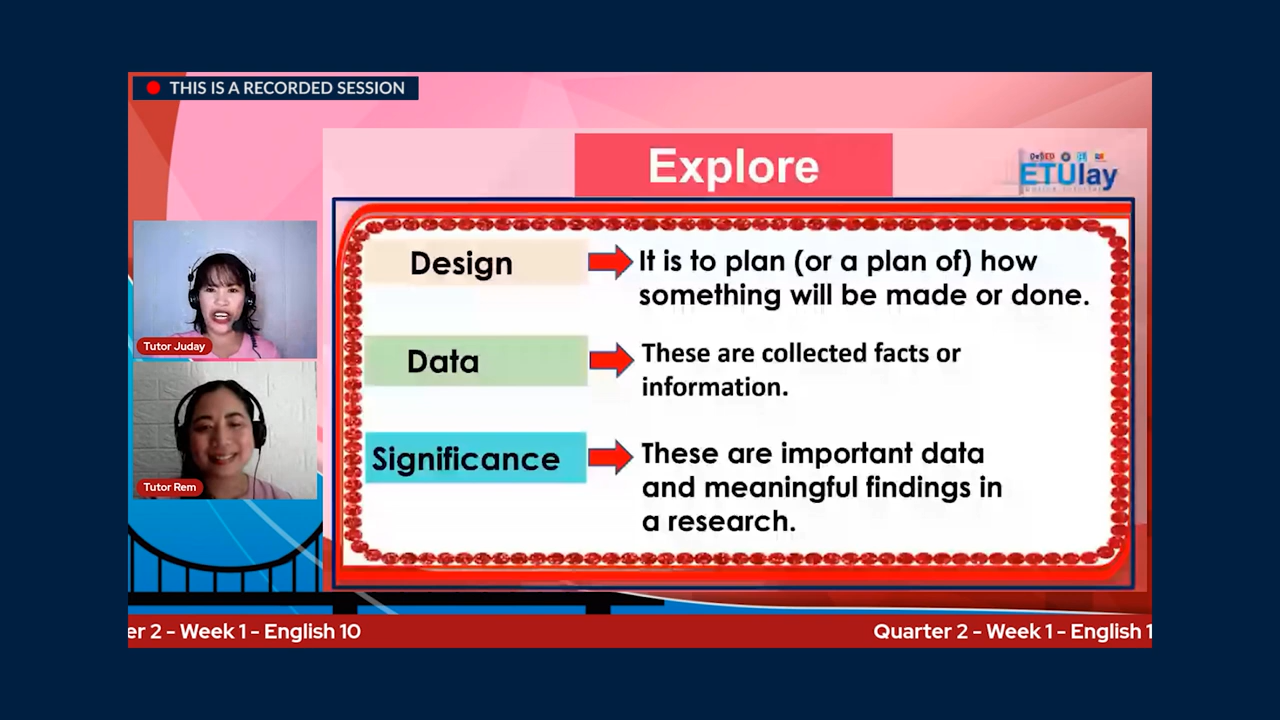 THIS IS A RECORDED SESSION
Explore
DepED
ETUlay
Design
It is to plan (or a plan of) how
something will be made or done.
Data
These are collected facts or
information.
Significance
These are important data
and meaningful findings in
a research.
Tutor Juday
Tutor Rem
er 2 - Week 1 - English 10
Quarter 2 - Week 1 - English 1